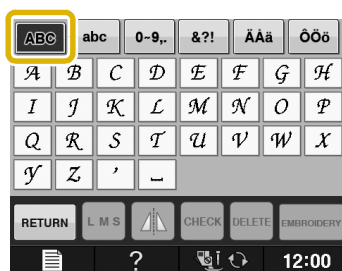 ABC abc 0~9,. &?! ÄÅä ÔÖö
A B C D E F G H
I J K L M N O P
Q R S T U V W X
Y Z ’ _
RETURN L M S CHECK DELETE EMBROIDERY
? 12:00